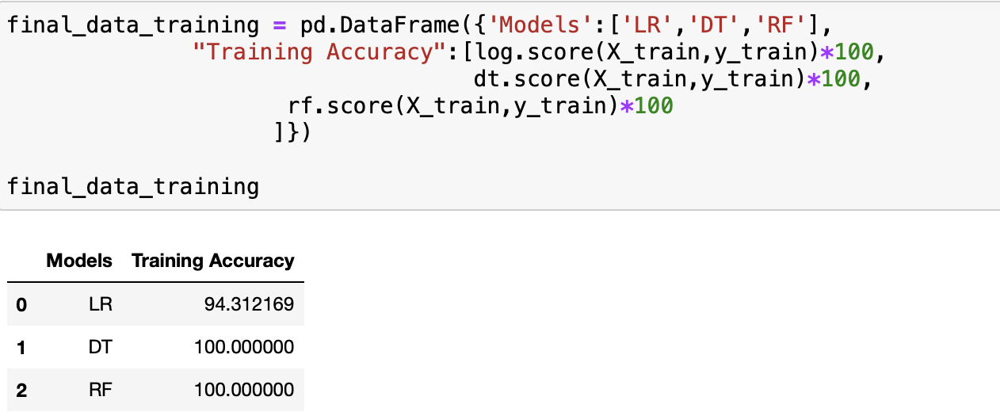 final_data_training = pd.DataFrame({'Models':['LR','DT','RF'],
"Training Accuracy":[log.score(X_train,y_train)*100,
dt.score(X_train,y_train)*100,
rf.score(X_train,y_train)*100
]})
final_data_training
Models Training Accuracy
0 LR 94.312169
1 DT 100.000000
2 RF 100.000000